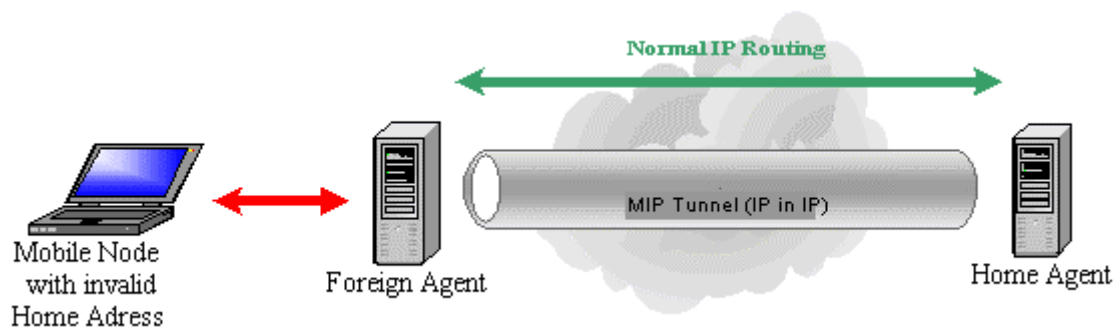 Normal IP Routing
MIP Tunnel (IP in IP)
Mobile Node
with invalid
Home Adress
Foreign Agent
Home Agent